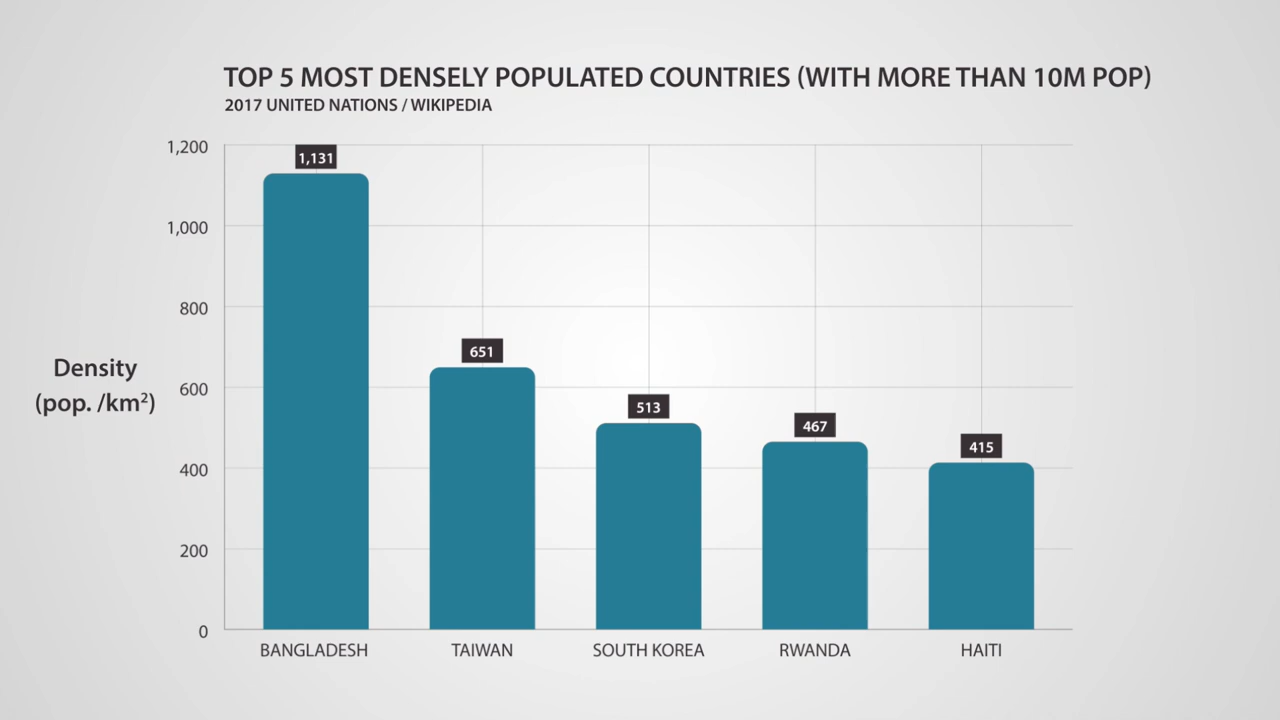 TOP 5 MOST DENSELY POPULATED COUNTRIES (WITH MORE THAN 10M POP)
2017 UNITED NATIONS / WIKIPEDIA
1,200
1,131
1,000
800
651
Density
(pop. /km²)
600
513
467
415
400
200
0
BANGLADESH
TAIWAN
SOUTH KOREA
RWANDA
HAITI